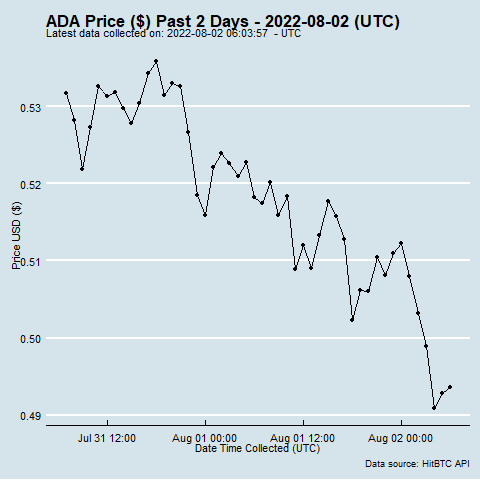 ADA Price ($) Past 2 Days - 2022-08-02 (UTC)
Latest data collected on: 2022-08-02 06:03:57  - UTC
Price USD ($)
0.53
0.52
0.51
0.50
0.49
Jul 31 12:00 Aug 01 00:00 Aug 01 12:00 Aug 02 00:00
Date Time Collected (UTC)
Data source: HitBTC API